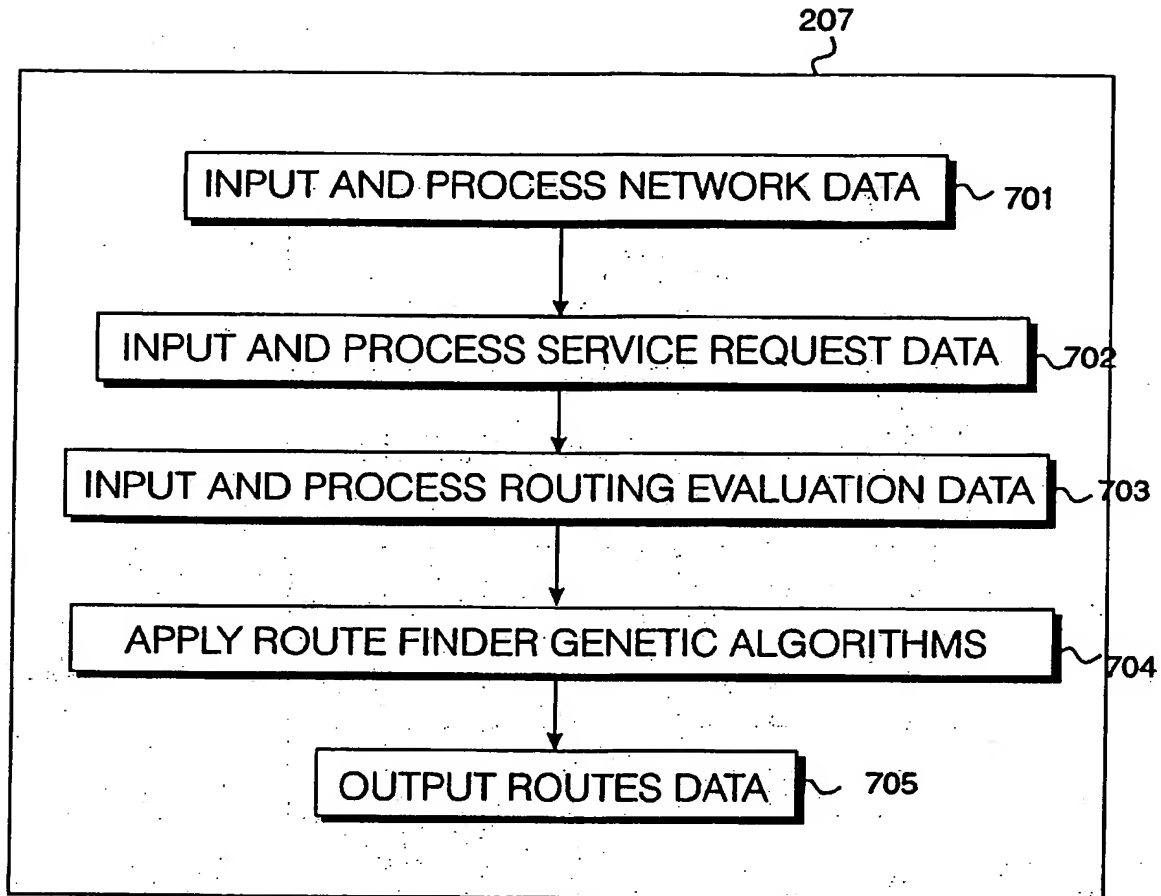 207
INPUT AND PROCESS NETWORK DATA 701
INPUT AND PROCESS SERVICE REQUEST DATA 702
INPUT AND PROCESS ROUTING EVALUATION DATA 703
APPLY ROUTE FINDER GENETIC ALGORITHMS 704
OUTPUT ROUTES DATA 705